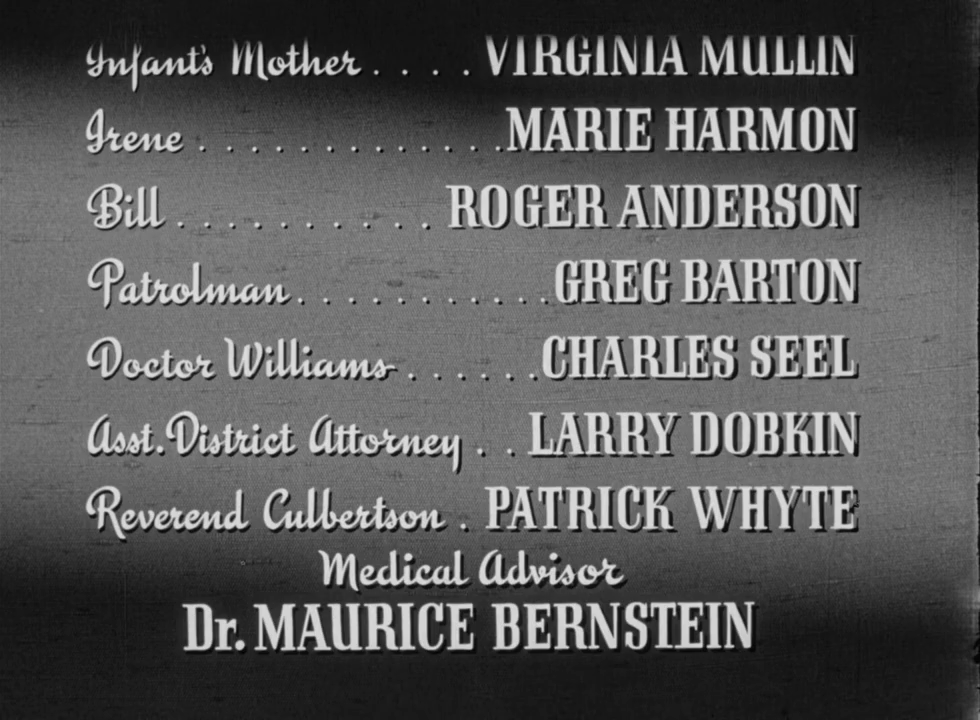 Infant's Mother . . . . VIRGINIA MULLIN
Irene . . . . . . . . . . . . . MARIE HARMON
Bill . . . . . . . . . . ROGER ANDERSON
Patrolman . . . . . . . . . . . GREG BARTON
Doctor Williams . . . . . . CHARLES SEEL
Asst. District Attorney . . LARRY DOBKIN
Reverend Culbertson . PATRICK WHYTE
Medical Advisor
Dr. MAURICE BERNSTEIN